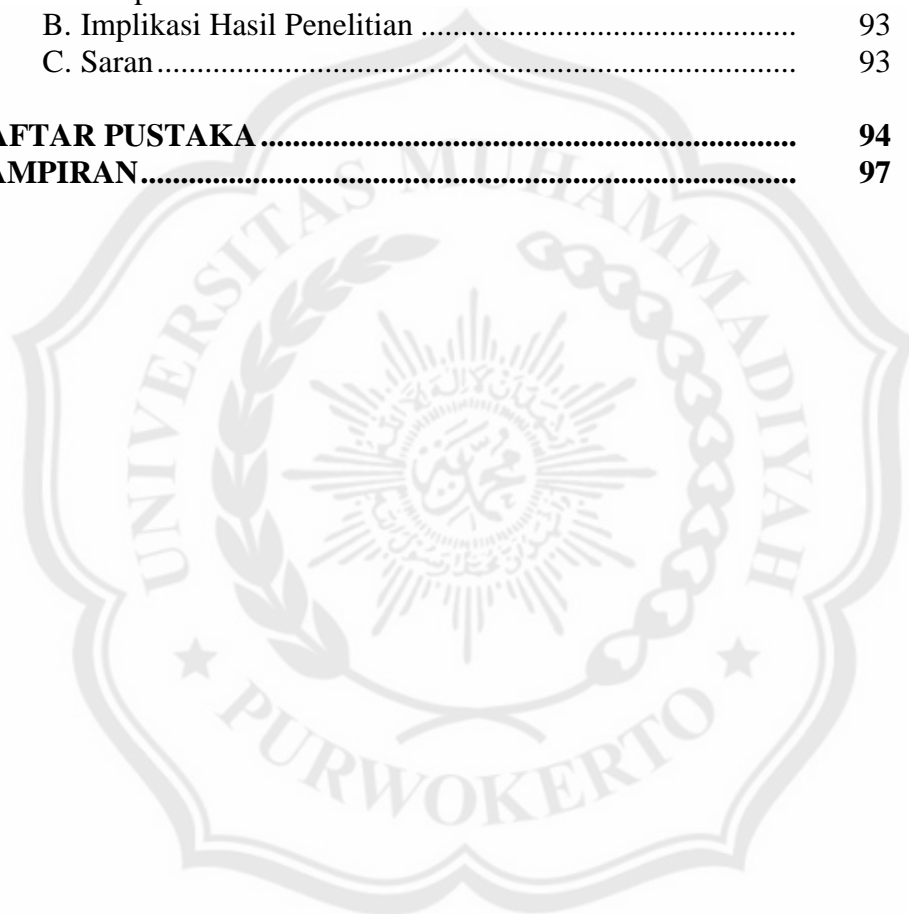 B. Implikasi Hasil Penelitian ............................................... 93
C. Saran ................................................................................ 93
AFTAR PUSTAKA ................................................................... 94
AMPIRAN .................................................................................. 97
UNIVERSITAS MUHAMMADIYAH
PURWOKERTO